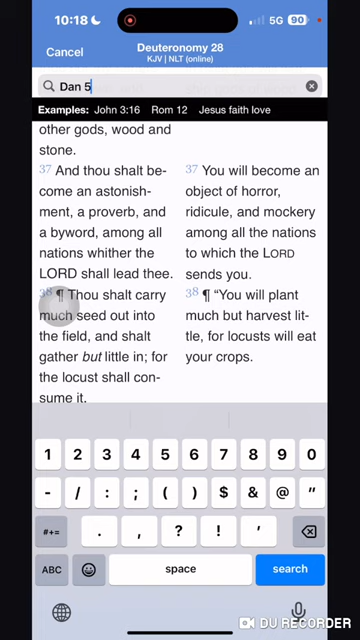 10:18
5G 90
Cancel
Deuteronomy 28
KJV | NLT (online)
Dan 5
Examples: John 3:16 Rom 12 Jesus faith love
other gods, wood and
stone.
37 And thou shalt be-
come an astonish-
ment, a proverb, and
a byword, among all
nations whither the
LORD shall lead thee.
38 ¶ Thou shalt carry
much seed out into
the field, and shalt
gather but little in; for
the locust shall con-
sume it.
37 You will become an
object of horror,
ridicule, and mockery
among all the nations
to which the LORD
sends you.
38 ¶ “You will plant
much but harvest lit-
tle, for locusts will eat
your crops.
1 2 3 4 5 6 7 8 9 0
- / : ; ( ) $ & @ "
#+= . , ? ! '
ABC space search
DU RECORDER